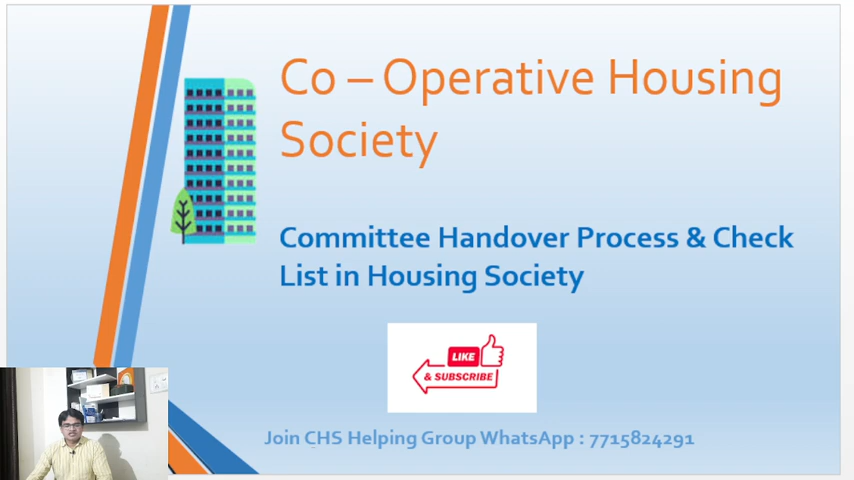 Co – Operative Housing
Society
Committee Handover Process & Check
List in Housing Society
LIKE
& SUBSCRIBE
Join CHS Helping Group WhatsApp : 7715824291